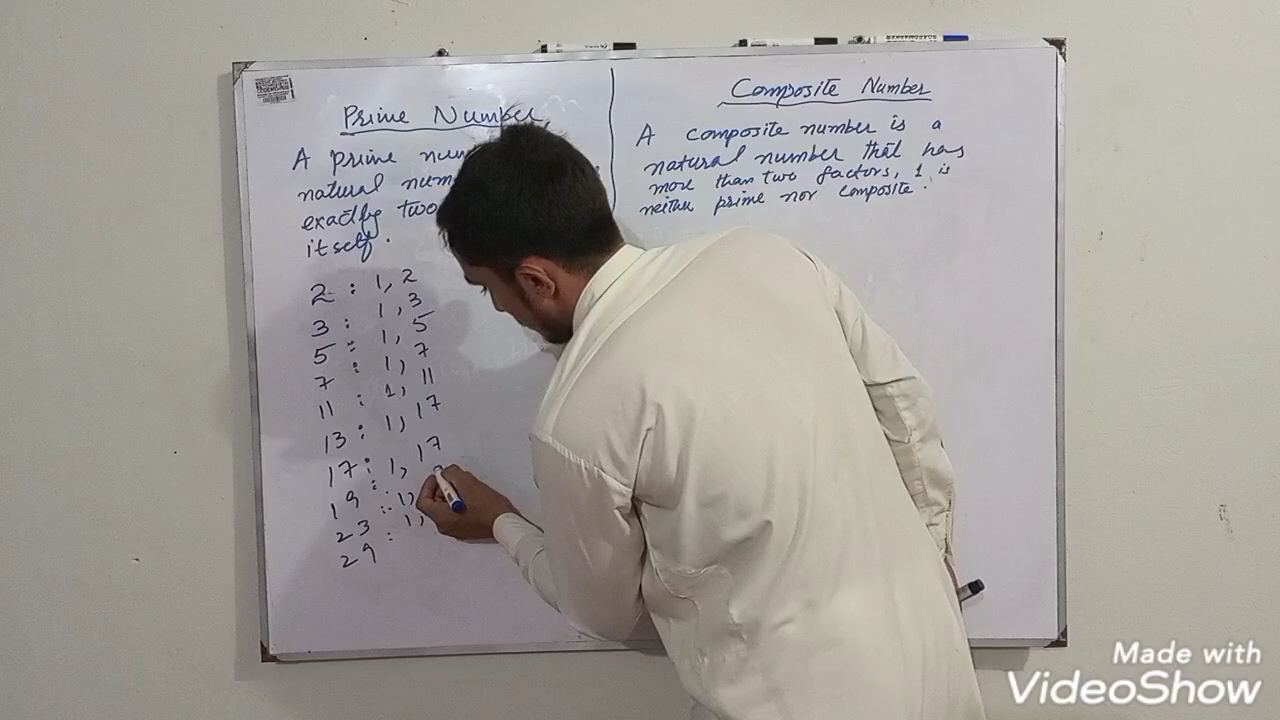 Prime Number
A prime
natural
exactly two
itself.
2 : 1, 2
3 : 1, 3
5 : 1, 5
7 : 1, 7
11 : 1, 11
13 : 1, 17
17 : 1, 17
19 : 1,
23 : 1,
29 :
Composite Number
A composite number is a
natural number that has
more than two factors, 1 is
neither prime nor composite.
Made with
VideoShow